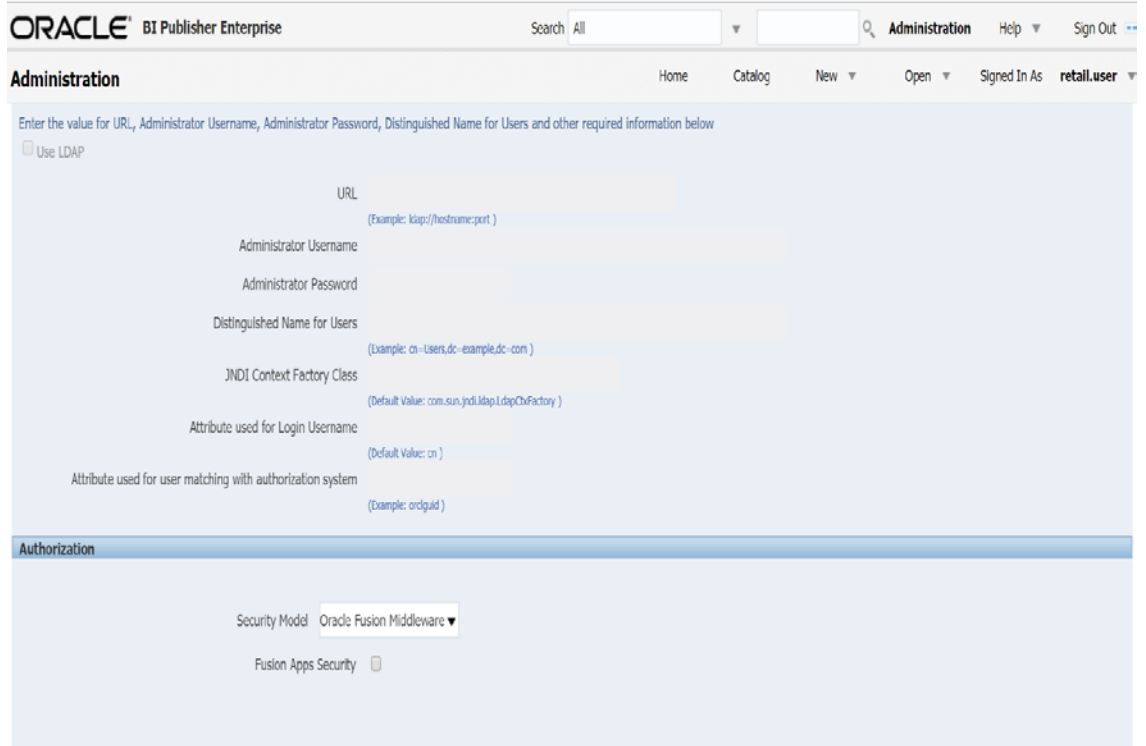 ORACLE® BI Publisher Enterprise Search All Administration Help Sign Out
Administration Home Catalog New Open Signed In As retail.user
Enter the value for URL, Administrator Username, Administrator Password, Distinguished Name for Users and other required information below
Use LDAP
URL
(Example: ldap://hostname:port )
Administrator Username
Administrator Password
Distinguished Name for Users
(Example: cn=Users,dc=example,dc=com )
JNDI Context Factory Class
(Default Value: com.sun.jndi.ldap.LdapCtxFactory )
Attribute used for Login Username
(Default Value: cn )
Attribute used for user matching with authorization system
(Example: orclguid )
Authorization
Security Model Oracle Fusion Middleware
Fusion Apps Security